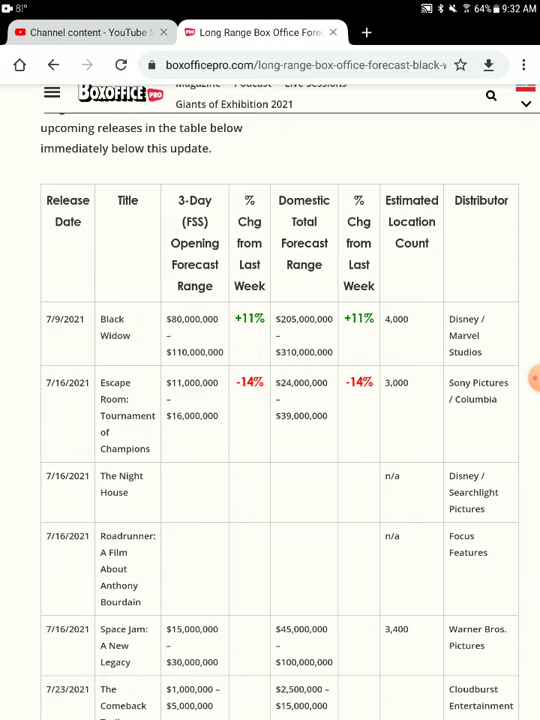 81° 64% 9:32 AM
Channel content - YouTube S × Long Range Box Office Fore × +
boxofficepro.com/long-range-box-office-forecast-black-w
Magazine Podcast Live Sessions
BOXOFFICE PRO
Giants of Exhibition 2021
upcoming releases in the table below
immediately below this update.
Release Date Title 3-Day (FSS) Opening Forecast Range % Chg from Last Week Domestic Total Forecast Range % Chg from Last Week Estimated Location Count Distributor
7/9/2021 Black Widow $80,000,000 – $110,000,000 +11% $205,000,000 – $310,000,000 +11% 4,000 Disney / Marvel Studios
7/16/2021 Escape Room: Tournament of Champions $11,000,000 – $16,000,000 -14% $24,000,000 – $39,000,000 -14% 3,000 Sony Pictures / Columbia
7/16/2021 The Night House n/a Disney / Searchlight Pictures
7/16/2021 Roadrunner: A Film About Anthony Bourdain n/a Focus Features
7/16/2021 Space Jam: A New Legacy $15,000,000 – $30,000,000 $45,000,000 – $100,000,000 3,400 Warner Bros. Pictures
7/23/2021 The Comeback $1,000,000 – $5,000,000 $2,500,000 – $15,000,000 Cloudburst Entertainment